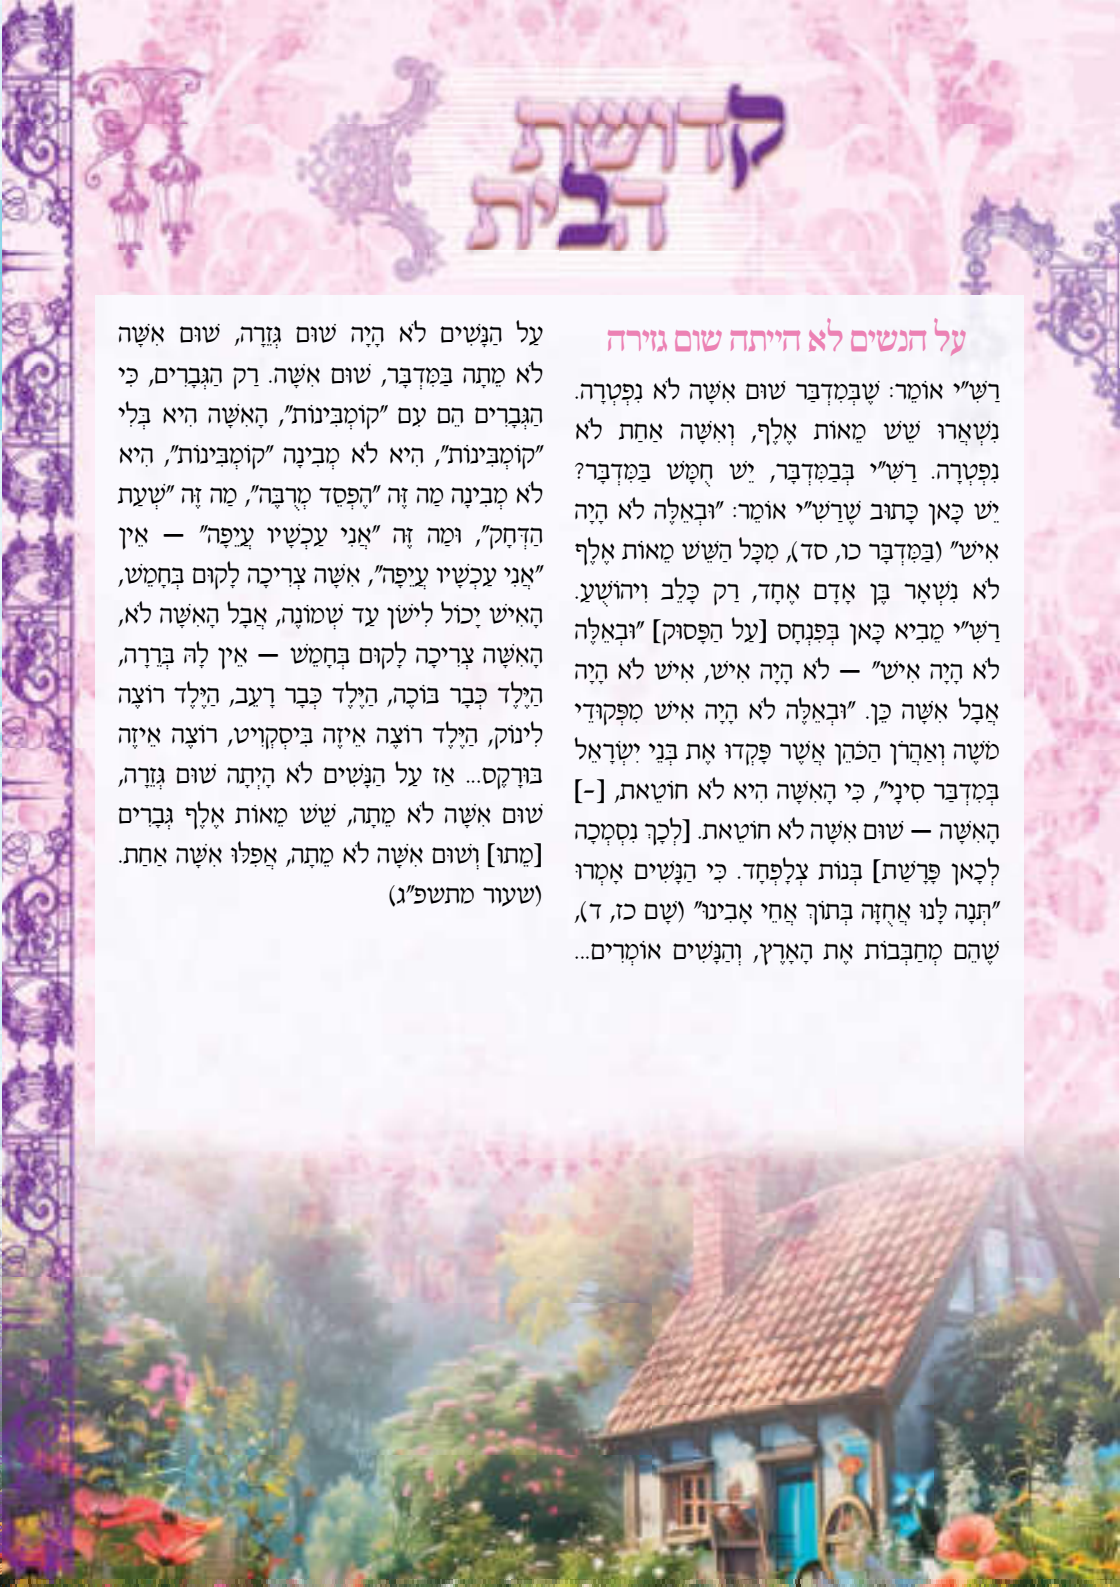 קדושת
הבית
על הנשים לא הייתה שום גזירה
רַשִׁ"י אוֹמֵר: שֶׁבְּמִדְבַּר שׁוּם אִשָּׁה לֹא נִפְטְרָה.
נִשְׁאֲרוּ שֵׁשׁ מֵאוֹת אֶלֶף, וְאִשָּׁה אַחַת לֹא
נִפְטְרָה. רַשִׁ"י בְּבַמִּדְבָּר, יֵשׁ חֻמָּשׁ בַּמִּדְבָּר?
יֵשׁ כָּאן כָּתוּב שֶׁרַשִׁ"י אוֹמֵר: "וּבְאֵלֶּה לֹא הָיָה
אִישׁ" (בַּמִּדְבָּר כו, סד), מִכָּל הַשֵּׁשׁ מֵאוֹת אֶלֶף
לֹא נִשְׁאָר בֶּן אָדָם אֶחָד, רַק כָּלֵב וִיהוֹשֻׁעַ.
רַשִׁ"י מֵבִיא כָּאן בְּפִנְחָס [עַל הַפָּסוּק] "וּבְאֵלֶּה
לֹא הָיָה אִישׁ" – לֹא הָיָה אִישׁ, אִישׁ לֹא הָיָה
אֲבָל אִשָּׁה כֵּן. "וּבְאֵלֶּה לֹא הָיָה אִישׁ מִפְּקוּדֵי
מֹשֶׁה וְאַהֲרֹן הַכֹּהֵן אֲשֶׁר פָּקְדוּ אֶת בְּנֵי יִשְׂרָאֵל
בְּמִדְבַּר סִינָי", כִּי הָאִשָּׁה הִיא לֹא חוֹטֵאת, [-]
הָאִשָּׁה – שׁוּם אִשָּׁה לֹא חוֹטֵאת. [לְכָךְ נִסְמְכָה
לְכָאן פָּרָשַׁת] בְּנוֹת צְלָפְחָד. כִּי הַנָּשִׁים אָמְרוּ
"תְּנָה לָּנוּ אֲחֻזָּה בְּתוֹךְ אֲחֵי אָבִינוּ" (שָׁם כז, ד),
שֶׁהֵם מְחַבְּבוֹת אֶת הָאָרֶץ, וְהַנָּשִׁים אוֹמְרִים...
עַל הַנָּשִׁים לֹא הָיָה שׁוּם גְּזֵרָה, שׁוּם אִשָּׁה
לֹא מֵתָה בַּמִּדְבָּר, שׁוּם אִשָּׁה. רַק הַגְּבָרִים, כִּי
הַגְּבָרִים הֵם עִם "קוֹמְבִּינוֹת", הָאִשָּׁה הִיא בְּלִי
"קוֹמְבִּינוֹת", הִיא לֹא מְבִינָה "קוֹמְבִּינוֹת", הִיא
לֹא מְבִינָה מַה זֶּה "הֶפְסֵד מְרֻבֶּה", מַה זֶּה "שְׁעַת
הַדְּחָק", וּמַה זֶּה "אֲנִי עַכְשָׁיו עֲיֵיפָה" – אֵין
"אֲנִי עַכְשָׁיו עֲיֵיפָה", אִשָּׁה צְרִיכָה לָקוּם בְּחָמֵשׁ,
הָאִישׁ יָכוֹל לִישֹׁן עַד שְׁמוֹנֶה, אֲבָל הָאִשָּׁה לֹא,
הָאִשָּׁה צְרִיכָה לָקוּם בְּחָמֵשׁ – אֵין לָהּ בְּרֵרָה,
הַיֶּלֶד כְּבָר בּוֹכֶה, הַיֶּלֶד כְּבָר רָעֵב, הַיֶּלֶד רוֹצֶה
לִינוֹק, הַיֶּלֶד רוֹצֶה אֵיזֶה בִּיסְקְוִיט, רוֹצֶה אֵיזֶה
בּוּרֶקָס... אַז עַל הַנָּשִׁים לֹא הָיְתָה שׁוּם גְּזֵרָה,
שׁוּם אִשָּׁה לֹא מֵתָה, שֵׁשׁ מֵאוֹת אֶלֶף גְּבָרִים
[מֵתוּ] וְשׁוּם אִשָּׁה לֹא מֵתָה, אֲפִלּוּ אִשָּׁה אַחַת.
(שעור מתשפ"ג)